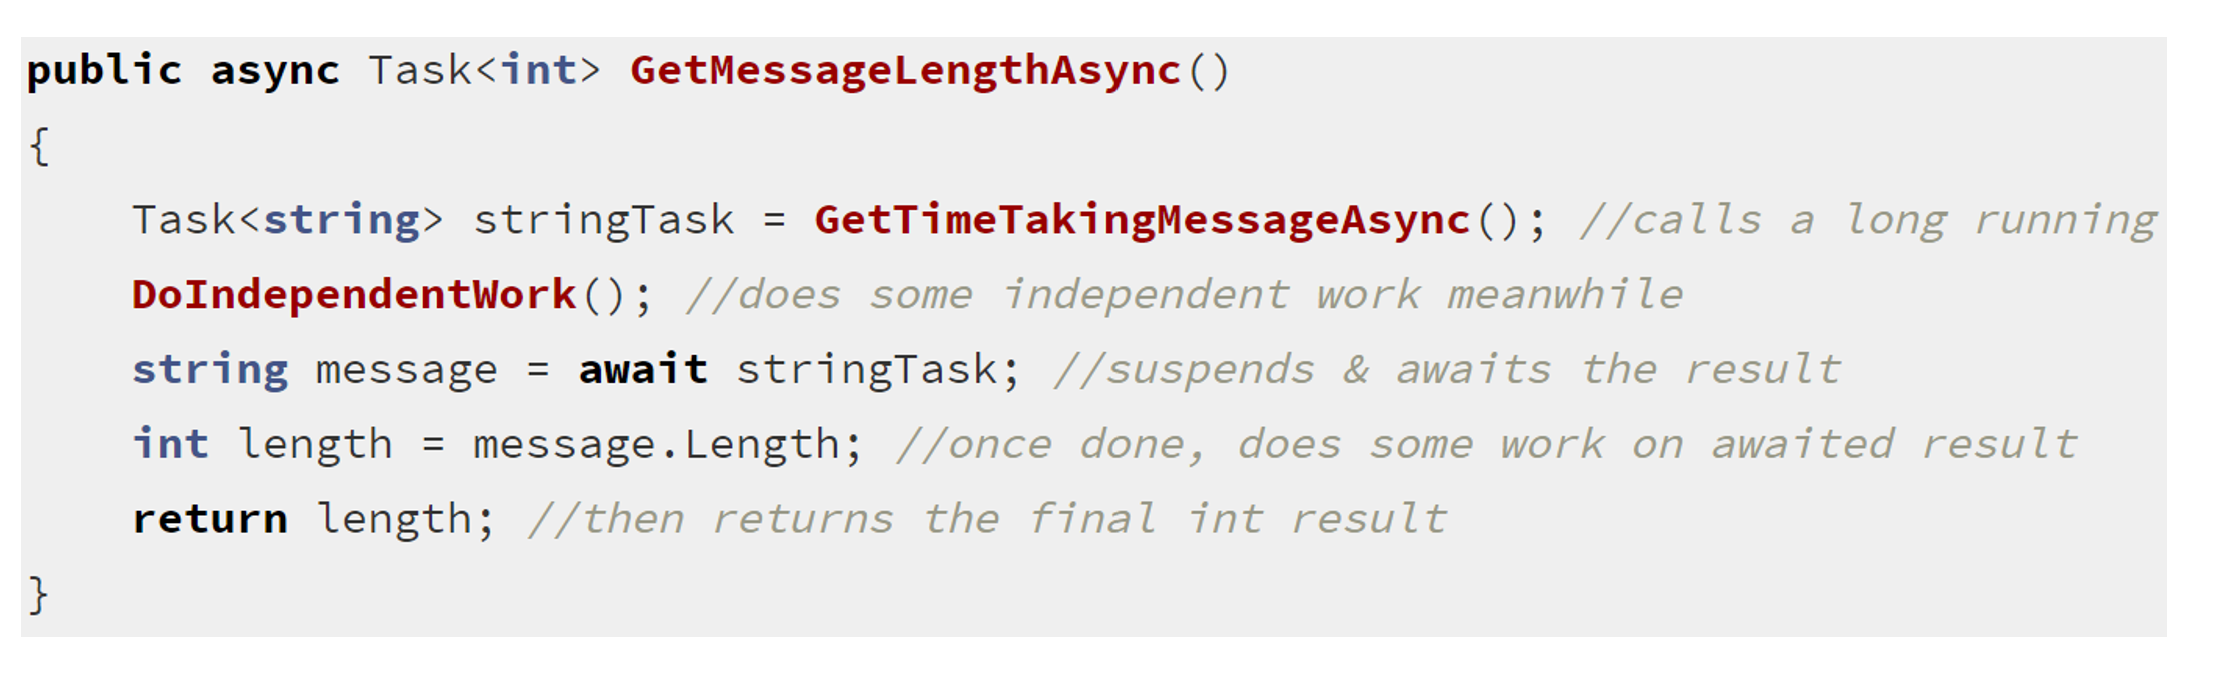 public async Task<int> GetMessageLengthAsync()
{
    Task<string> stringTask = GetTimeTakingMessageAsync(); //calls a long running
    DoIndependentWork(); //does some independent work meanwhile
    string message = await stringTask; //suspends & awaits the result
    int length = message.Length; //once done, does some work on awaited result
    return length; //then returns the final int result
}